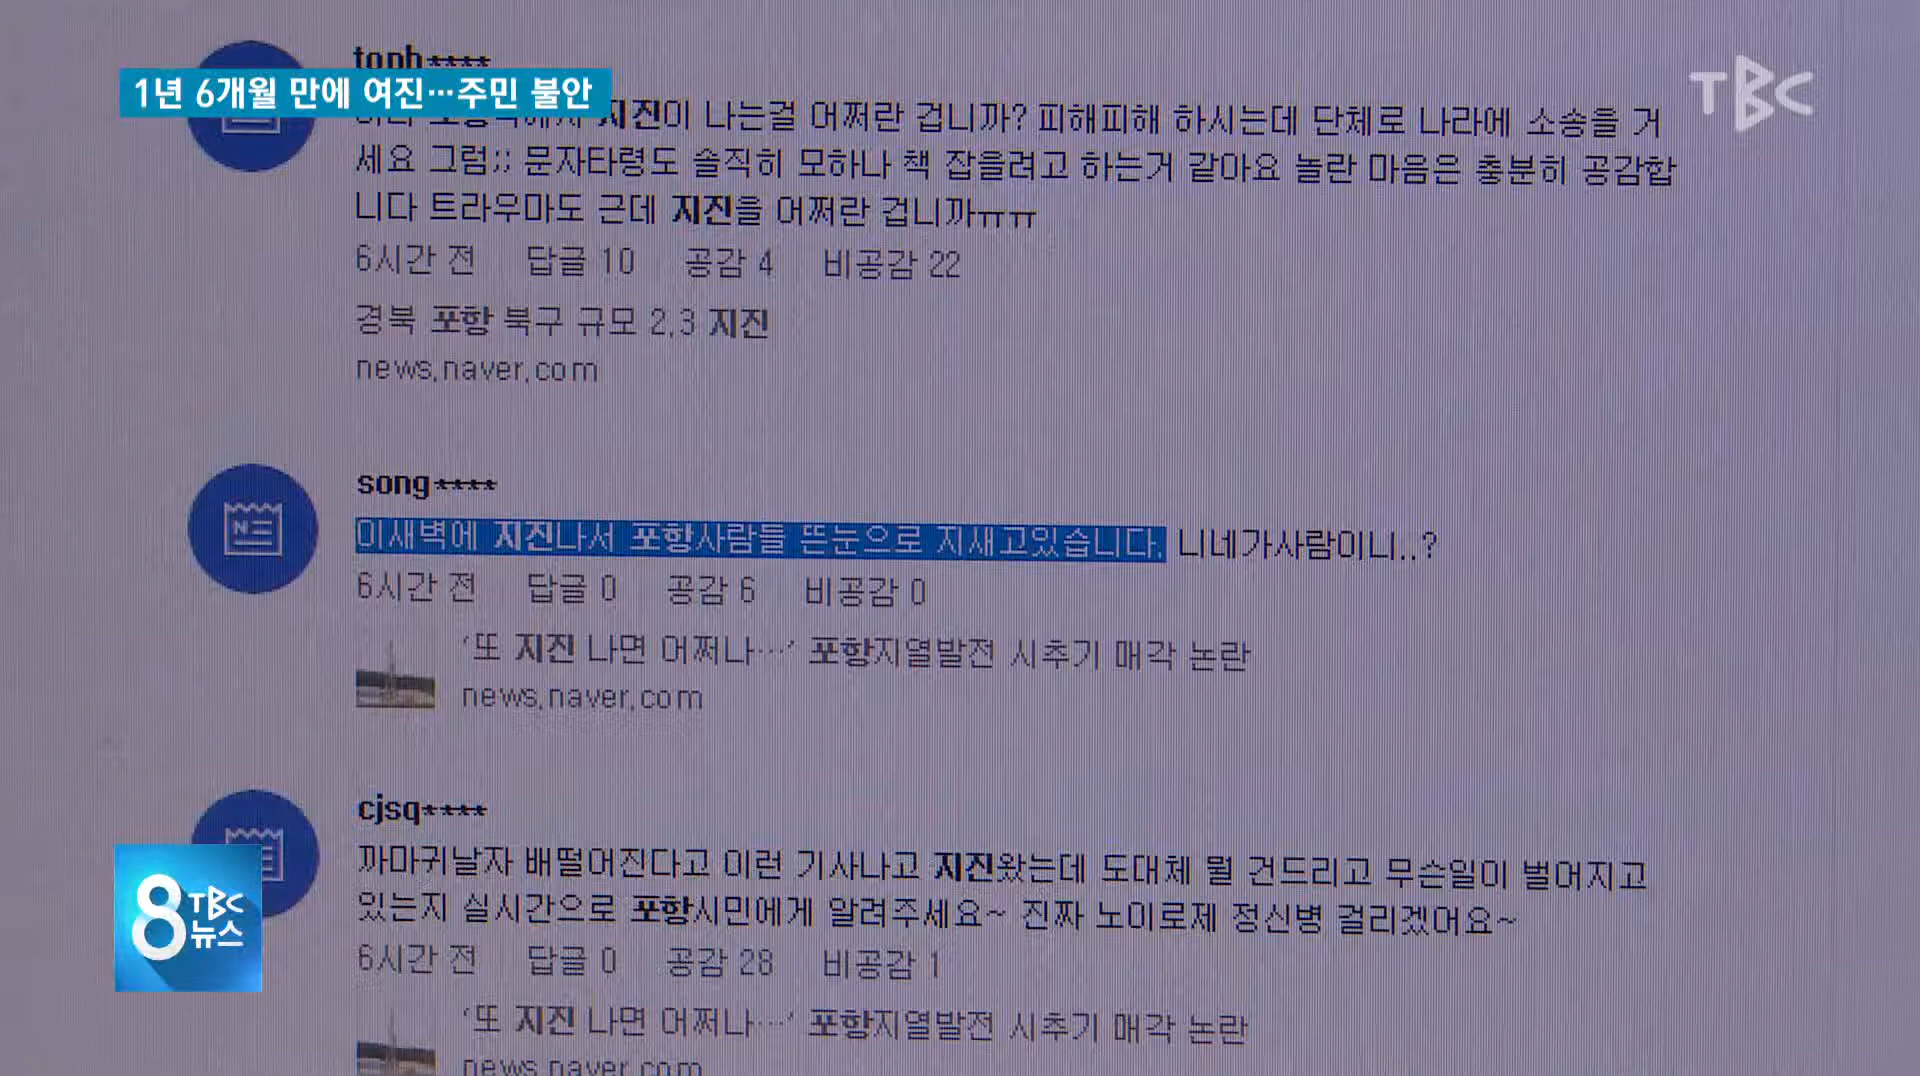 toph****
1년 6개월 만에 여진…주민 불안
TBC
지진이 나는걸 어쩌란 겁니까? 피해피해 하시는데 단체로 나라에 소송을 거
세요 그럼;; 문자타령도 솔직히 모하나 책 잡을려고 하는거 같아요 놀란 마음은 충분히 공감합
니다 트라우마도 근데 지진을 어쩌란 겁니까ㅠㅠ
6시간 전 답글 10 공감 4 비공감 22
경북 포항 북구 규모 2.3 지진
news.naver.com
song****
이새벽에 지진나서 포항사람들 뜬눈으로 지새고있습니다. 니네가사람이니..?
6시간 전 답글 0 공감 6 비공감 0
‘또 지진 나면 어쩌나…’ 포항지열발전 시추기 매각 논란
news.naver.com
cjsq****
까마귀날자 배떨어진다고 이런 기사나고 지진왔는데 도대체 뭘 건드리고 무슨일이 벌어지고
있는지 실시간으로 포항시민에게 알려주세요~ 진짜 노이로제 정신병 걸리겠어요~
6시간 전 답글 0 공감 28 비공감 1
‘또 지진 나면 어쩌나…’ 포항지열발전 시추기 매각 논란
news.naver.com
8 TBC 뉴스